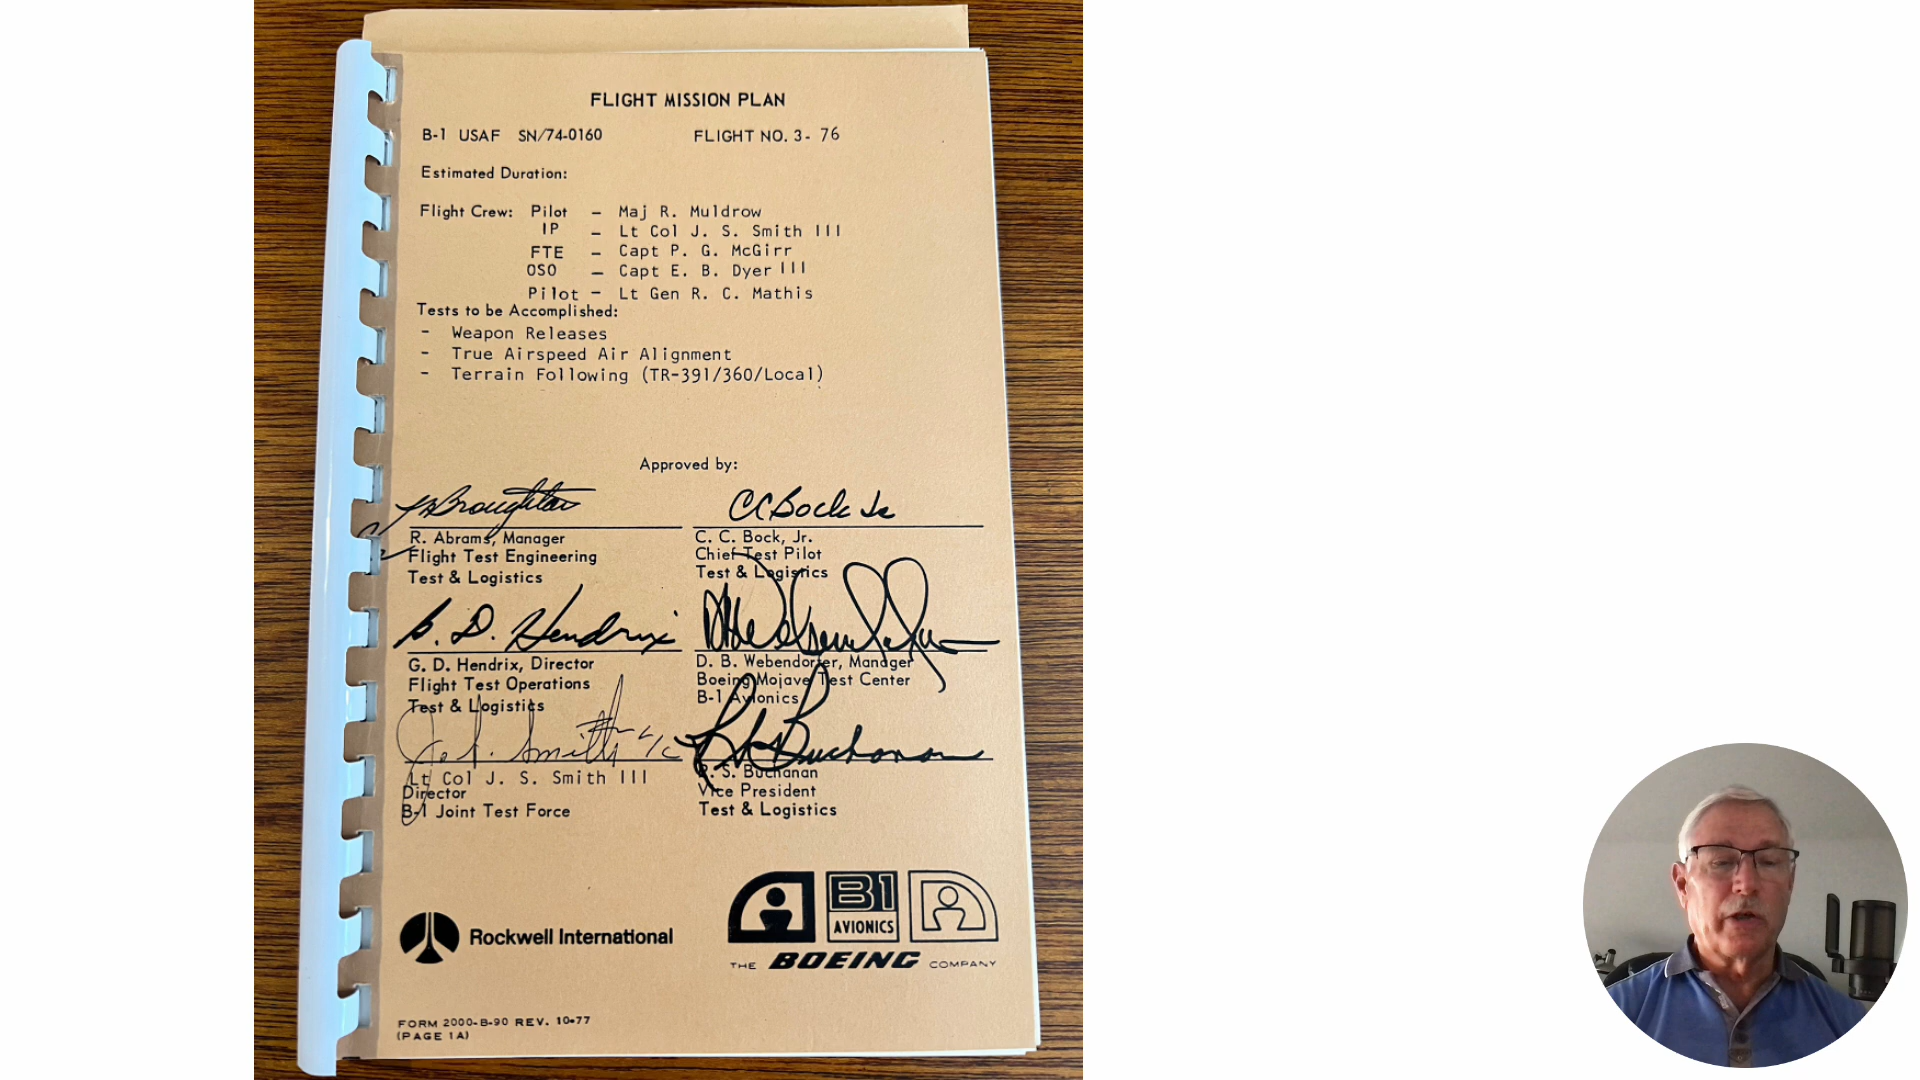 FLIGHT MISSION PLAN
B-1 USAF SN/74-0160 FLIGHT NO. 3-76
Estimated Duration:
Flight Crew: Pilot - Maj R. Muldrow
IP - Lt Col J. S. Smith III
FTE - Capt P. G. McGirr
OSO - Capt E. B. Dyer III
Pilot - Lt Gen R. C. Mathis
Tests to be Accomplished:
- Weapon Releases
- True Airspeed Air Alignment
- Terrain Following (TR-391/360/Local)
Approved by:
CCBock Jr
R. Abrams, Manager
Flight Test Engineering
Test & Logistics
C. C. Bock, Jr.
Chief Test Pilot
Test & Logistics
G. D. Hendrix
G. D. Hendrix, Director
Flight Test Operations
Test & Logistics
D. B. Webendorfer, Manager
Boeing Mojave Test Center
B-1 Avionics
Joe S. Smith L/C
Lt Col J. S. Smith III
Director
B-1 Joint Test Force
R S Buchanan
R. S. Buchanan
Vice President
Test & Logistics
Rockwell International
B1
AVIONICS
THE BOEING COMPANY
FORM 2000-B-90 REV. 10-77
(PAGE 1A)